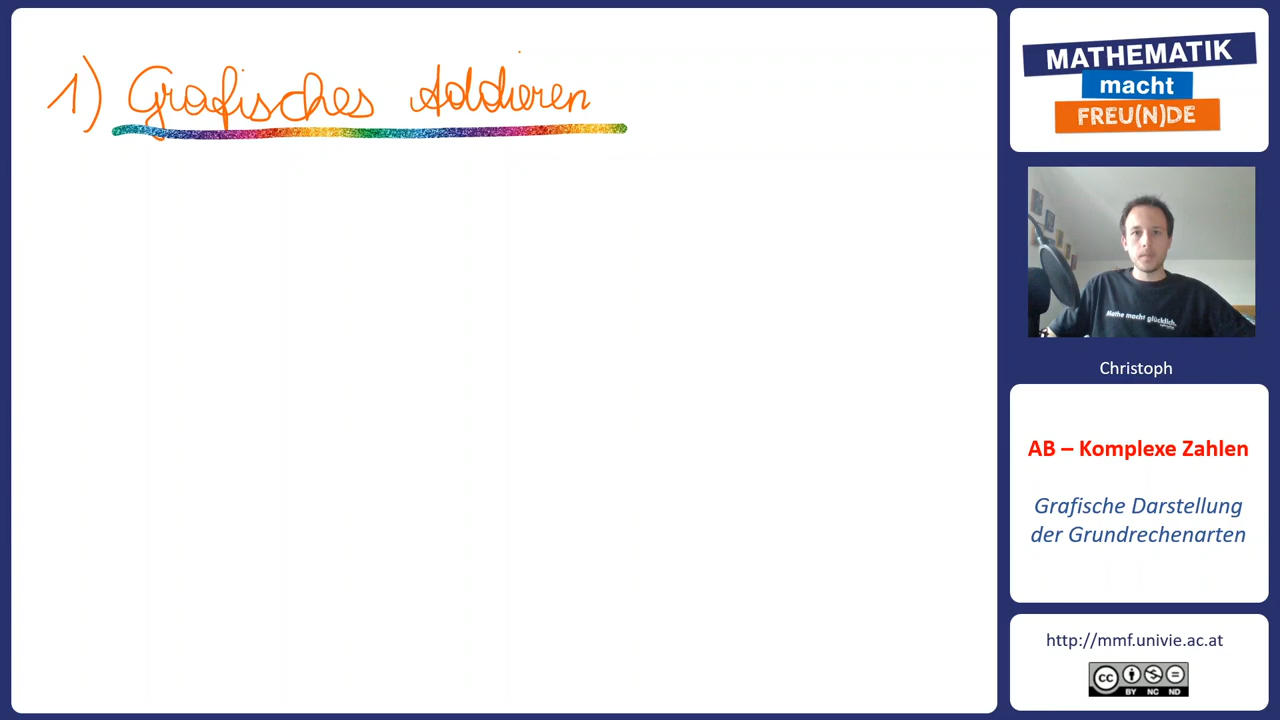 1) Grafisches Addieren
MATHEMATIK
macht
FREU(N)DE
Mathe macht glücklich.
Christoph
AB – Komplexe Zahlen
Grafische Darstellung
der Grundrechenarten
http://mmf.univie.ac.at
cc
BY NC ND